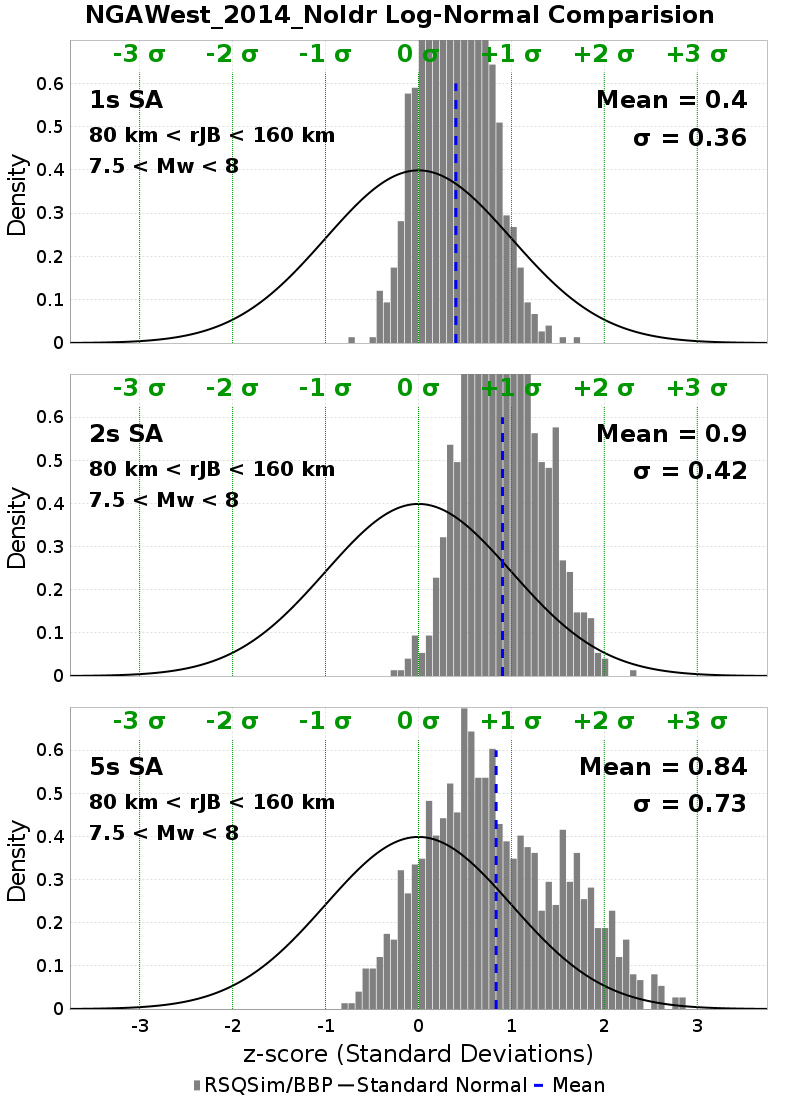 NGAWest_2014_NoIdr Log-Normal Comparision
-3 σ -2 σ -1 σ 0 σ +1 σ +2 σ +3 σ
0.6
1s SA Mean = 0.4
0.5
80 km < rJB < 160 km σ = 0.36
0.4
7.5 < Mw < 8
0.3
0.2
0.1
0
Density
-3 σ -2 σ -1 σ 0 σ +1 σ +2 σ +3 σ
0.6
2s SA Mean = 0.9
0.5
80 km < rJB < 160 km σ = 0.42
0.4
7.5 < Mw < 8
0.3
0.2
0.1
0
Density
-3 σ -2 σ -1 σ 0 σ +1 σ +2 σ +3 σ
0.6
5s SA Mean = 0.84
0.5
80 km < rJB < 160 km σ = 0.73
0.4
7.5 < Mw < 8
0.3
0.2
0.1
0
Density
-3 -2 -1 0 1 2 3
z-score (Standard Deviations)
RSQSim/BBP Standard Normal Mean